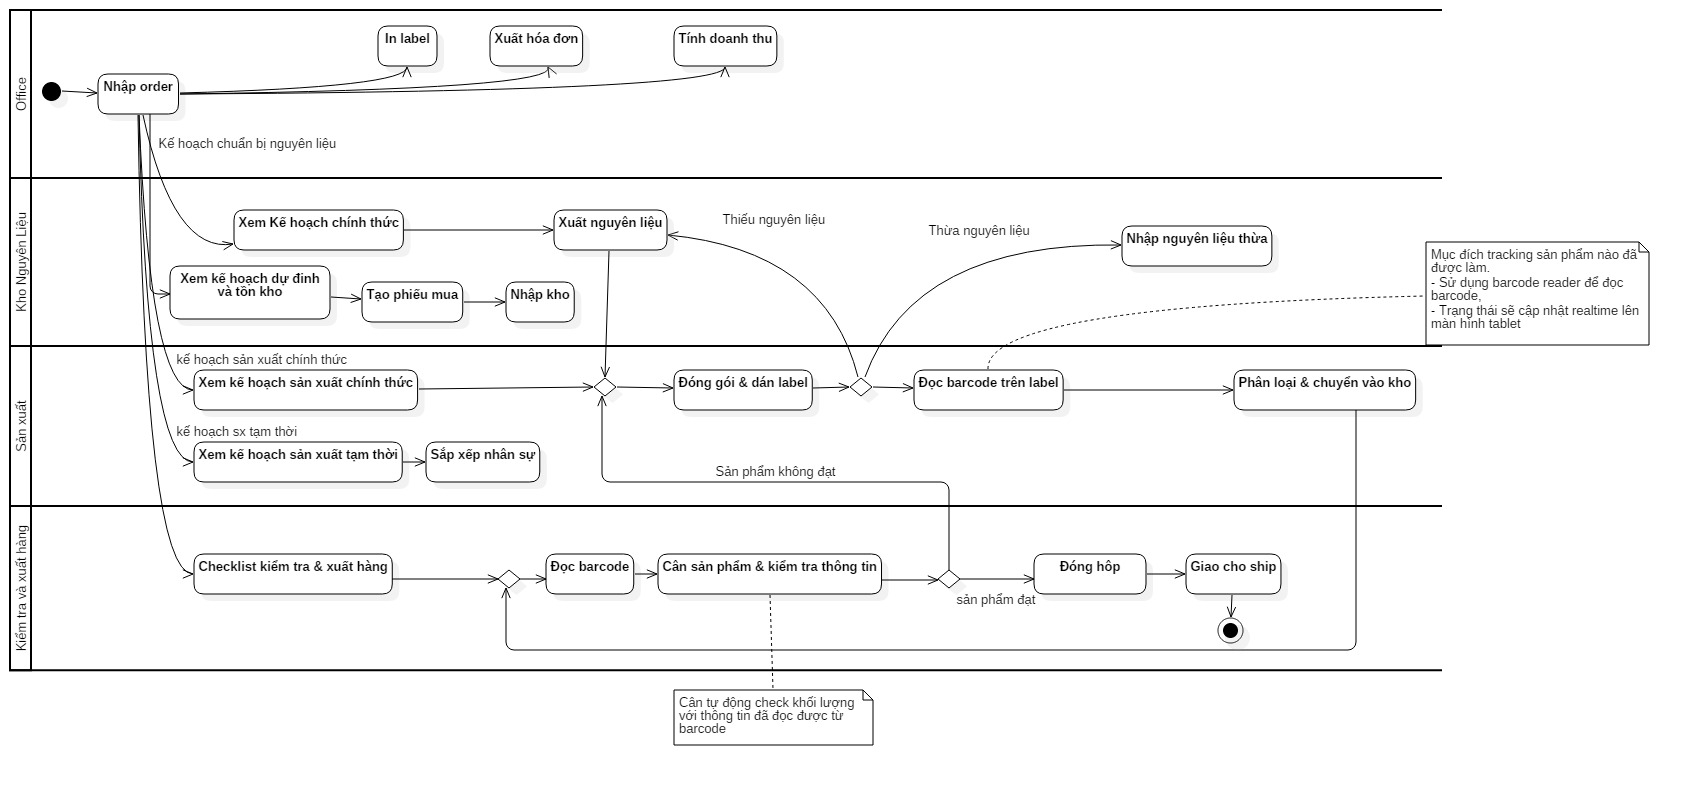 Office
In label
Xuất hóa đơn
Tính doanh thu
Nhập order
Kế hoạch chuẩn bị nguyên liệu
Kho Nguyên Liệu
Xem Kế hoạch chính thức
Xuất nguyên liệu
Thiếu nguyên liệu
Thừa nguyên liệu
Nhập nguyên liệu thừa
Mục đích tracking sản phẩm nào đã
được làm.
- Sử dụng barcode reader để đọc
barcode,
- Trạng thái sẽ cập nhật realtime lên
màn hình tablet
Xem kế hoạch dự đinh
và tồn kho
Tạo phiếu mua
Nhập kho
Sản xuất
kế hoạch sản xuất chính thức
Xem kế hoạch sản xuất chính thức
Đóng gói & dán label
Đọc barcode trên label
Phân loại & chuyển vào kho
kế hoạch sx tạm thời
Xem kế hoạch sản xuất tạm thời
Sắp xếp nhân sự
Sản phẩm không đạt
Kiểm tra và xuất hàng
Checklist kiểm tra & xuất hàng
Đọc barcode
Cân sản phẩm & kiểm tra thông tin
sản phẩm đạt
Đóng hôp
Giao cho ship
Cân tự động check khối lượng
với thông tin đã đọc được từ
barcode